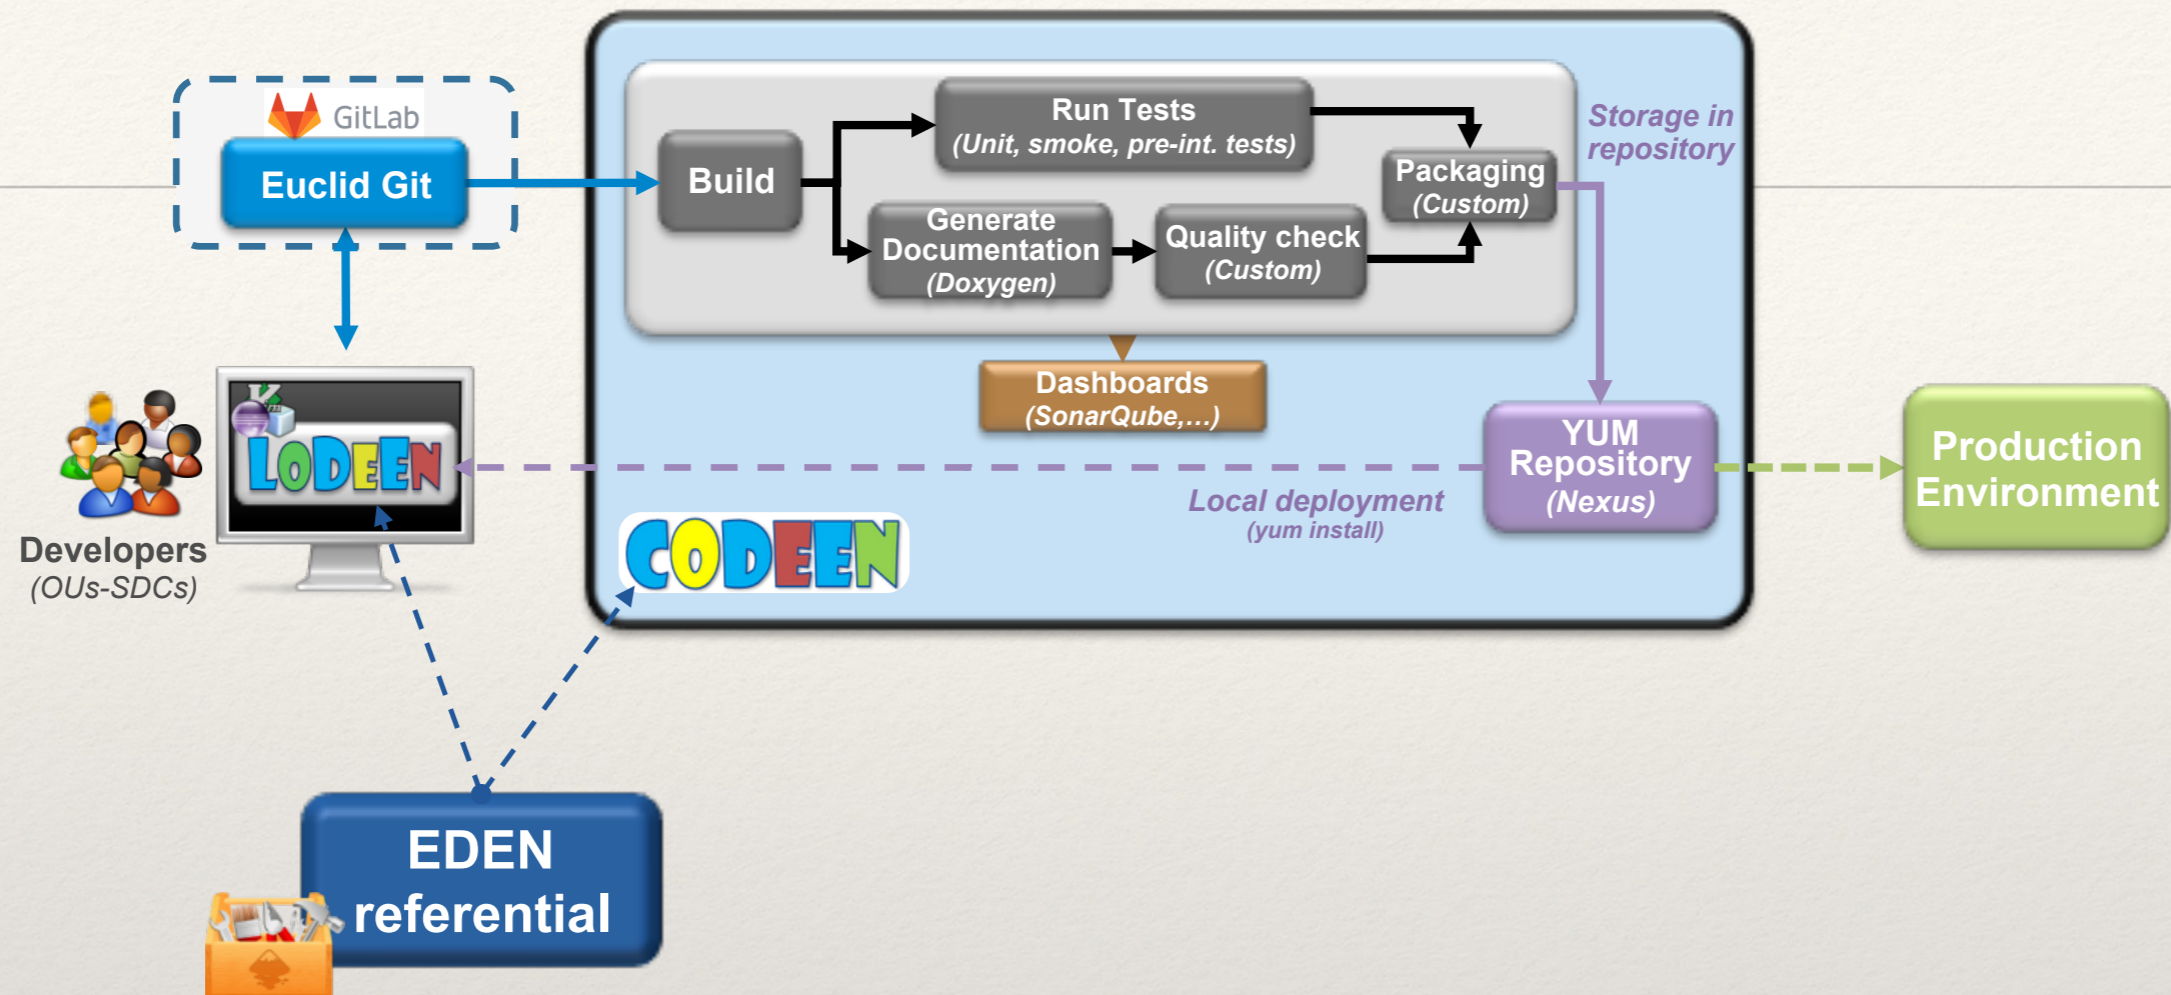 GitLab
Euclid Git
Build
Run Tests
(Unit, smoke, pre-int. tests)
Generate
Documentation
(Doxygen)
Quality check
(Custom)
Packaging
(Custom)
Storage in
repository
Dashboards
(SonarQube,...)
YUM
Repository
(Nexus)
Local deployment
(yum install)
Production
Environment
LODEEN
CODEEN
Developers
(OUs-SDCs)
EDEN
referential